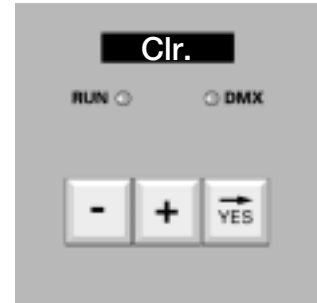 Clr.
RUN DMX
- + YES